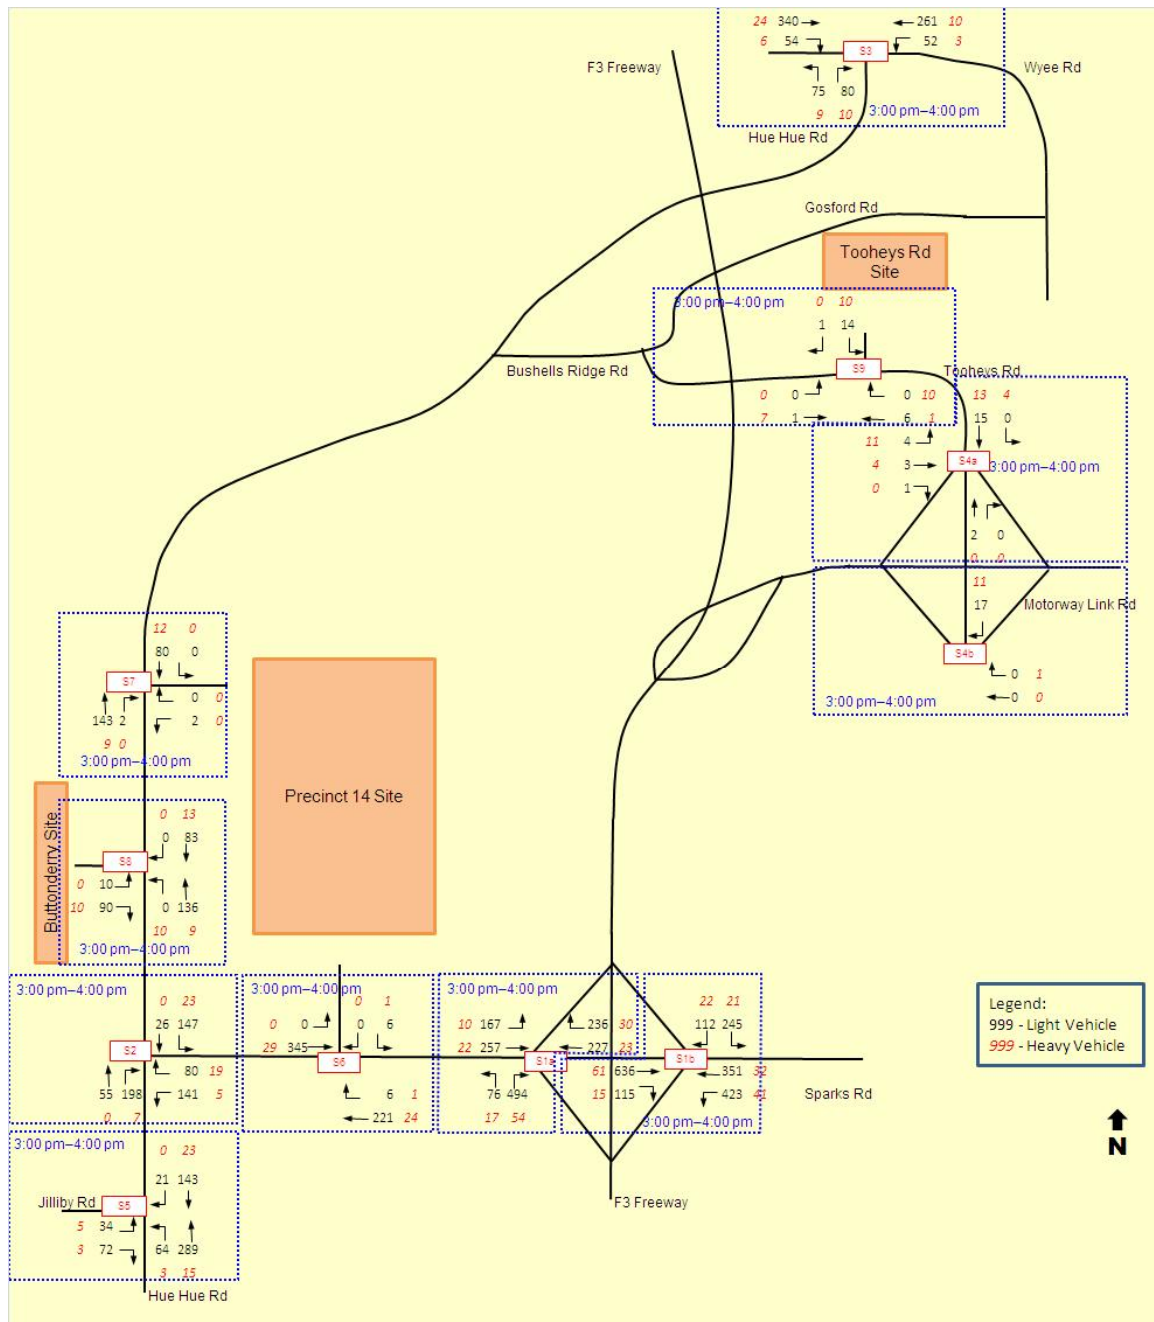 24 340 261 10
6 54 S3 52 3
F3 Freeway
Wyee Rd
75 80
9 10 3:00 pm–4:00 pm
Hue Hue Rd
Gosford Rd
Tooheys Rd
Site
3:00 pm–4:00 pm 0 10
1 14
Bushells Ridge Rd
S9
Tooheys Rd
0 0 0 10
7 1 6 1
13 4
15 0
11 4
4 3 S4a 3:00 pm–4:00 pm
0 1
2 0
0 0
11
17
Motorway Link Rd
S4b
0 1
0 0
3:00 pm–4:00 pm
12 0
80 0
S7
0 0
143 2 2 0
9 0
3:00 pm–4:00 pm
Precinct 14 Site
Buttonderry Site
0 13
0 83
S8
0 10
10 90 0 136
10 9
3:00 pm–4:00 pm
3:00 pm–4:00 pm
0 23
26 147
S2
80 19
55 198 141 5
0 7
3:00 pm–4:00 pm
0 1
0 0 0 6
29 345
S6
6 1
221 24
3:00 pm–4:00 pm
10 167 236 30
22 257 227 23
S1a
76 494
17 54
22 21
112 245
S1b
61 636 351 32
15 115 423 41
3:00 pm–4:00 pm
Sparks Rd
Legend:
999 - Light Vehicle
999 - Heavy Vehicle
N
3:00 pm–4:00 pm
0 23
21 143
Jilliby Rd S5
5 34
3 72 64 289
3 15
Hue Hue Rd
F3 Freeway